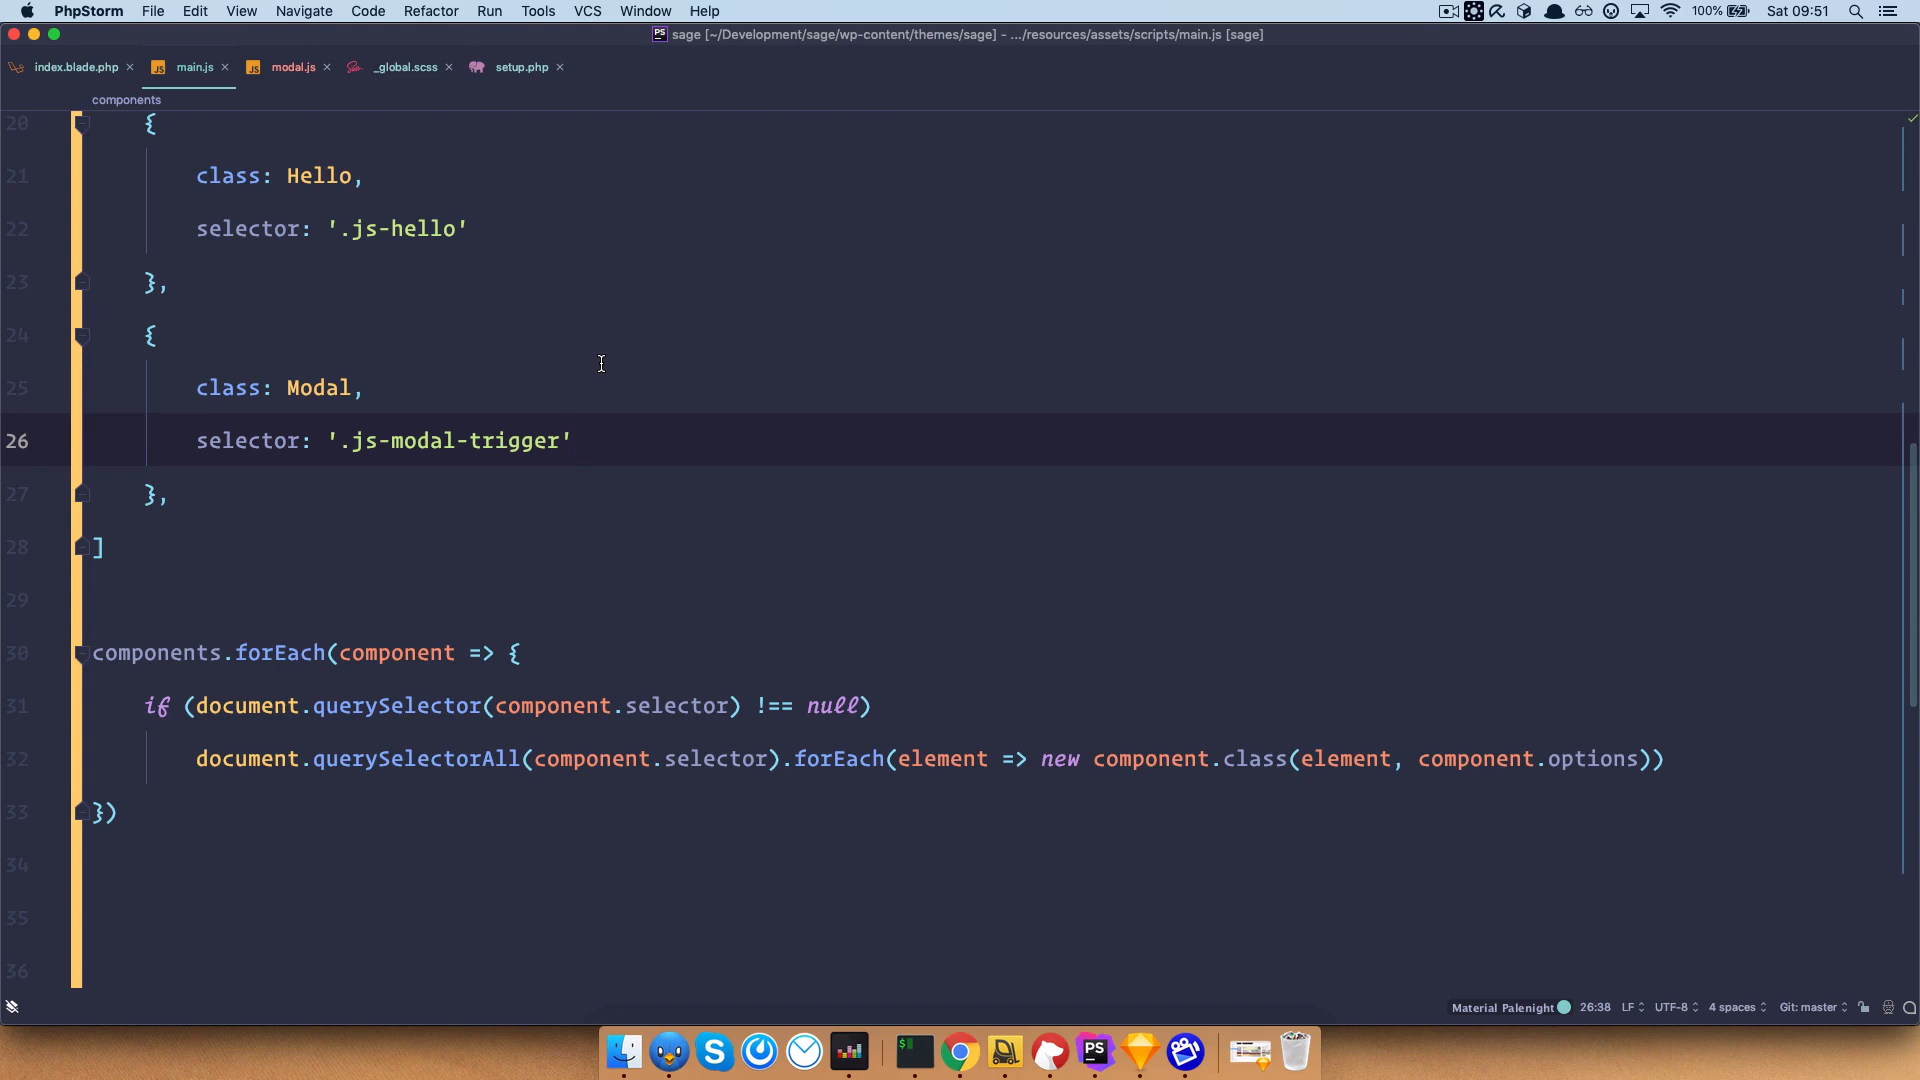 PhpStorm File Edit View Navigate Code Refactor Run Tools VCS Window Help 100% Sat 09:51
sage [~/Development/sage/wp-content/themes/sage] - .../resources/assets/scripts/main.js [sage]
index.blade.php main.js modal.js _global.scss setup.php
components
20 {
21 class: Hello,
22 selector: '.js-hello'
23 },
24 {
25 class: Modal,
26 selector: '.js-modal-trigger'
27 },
28 ]
29
30 components.forEach(component => {
31 if (document.querySelector(component.selector) !== null)
32 document.querySelectorAll(component.selector).forEach(element => new component.class(element, component.options))
33 })
34
35
36
Material Palenight 26:38 LF UTF-8 4 spaces Git: master